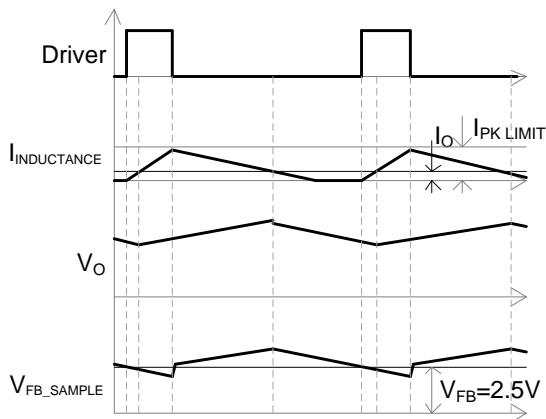 Driver
I_INDUCTANCE
I_O
I_PK LIMIT
V_O
V_FB_SAMPLE
V_FB=2.5V